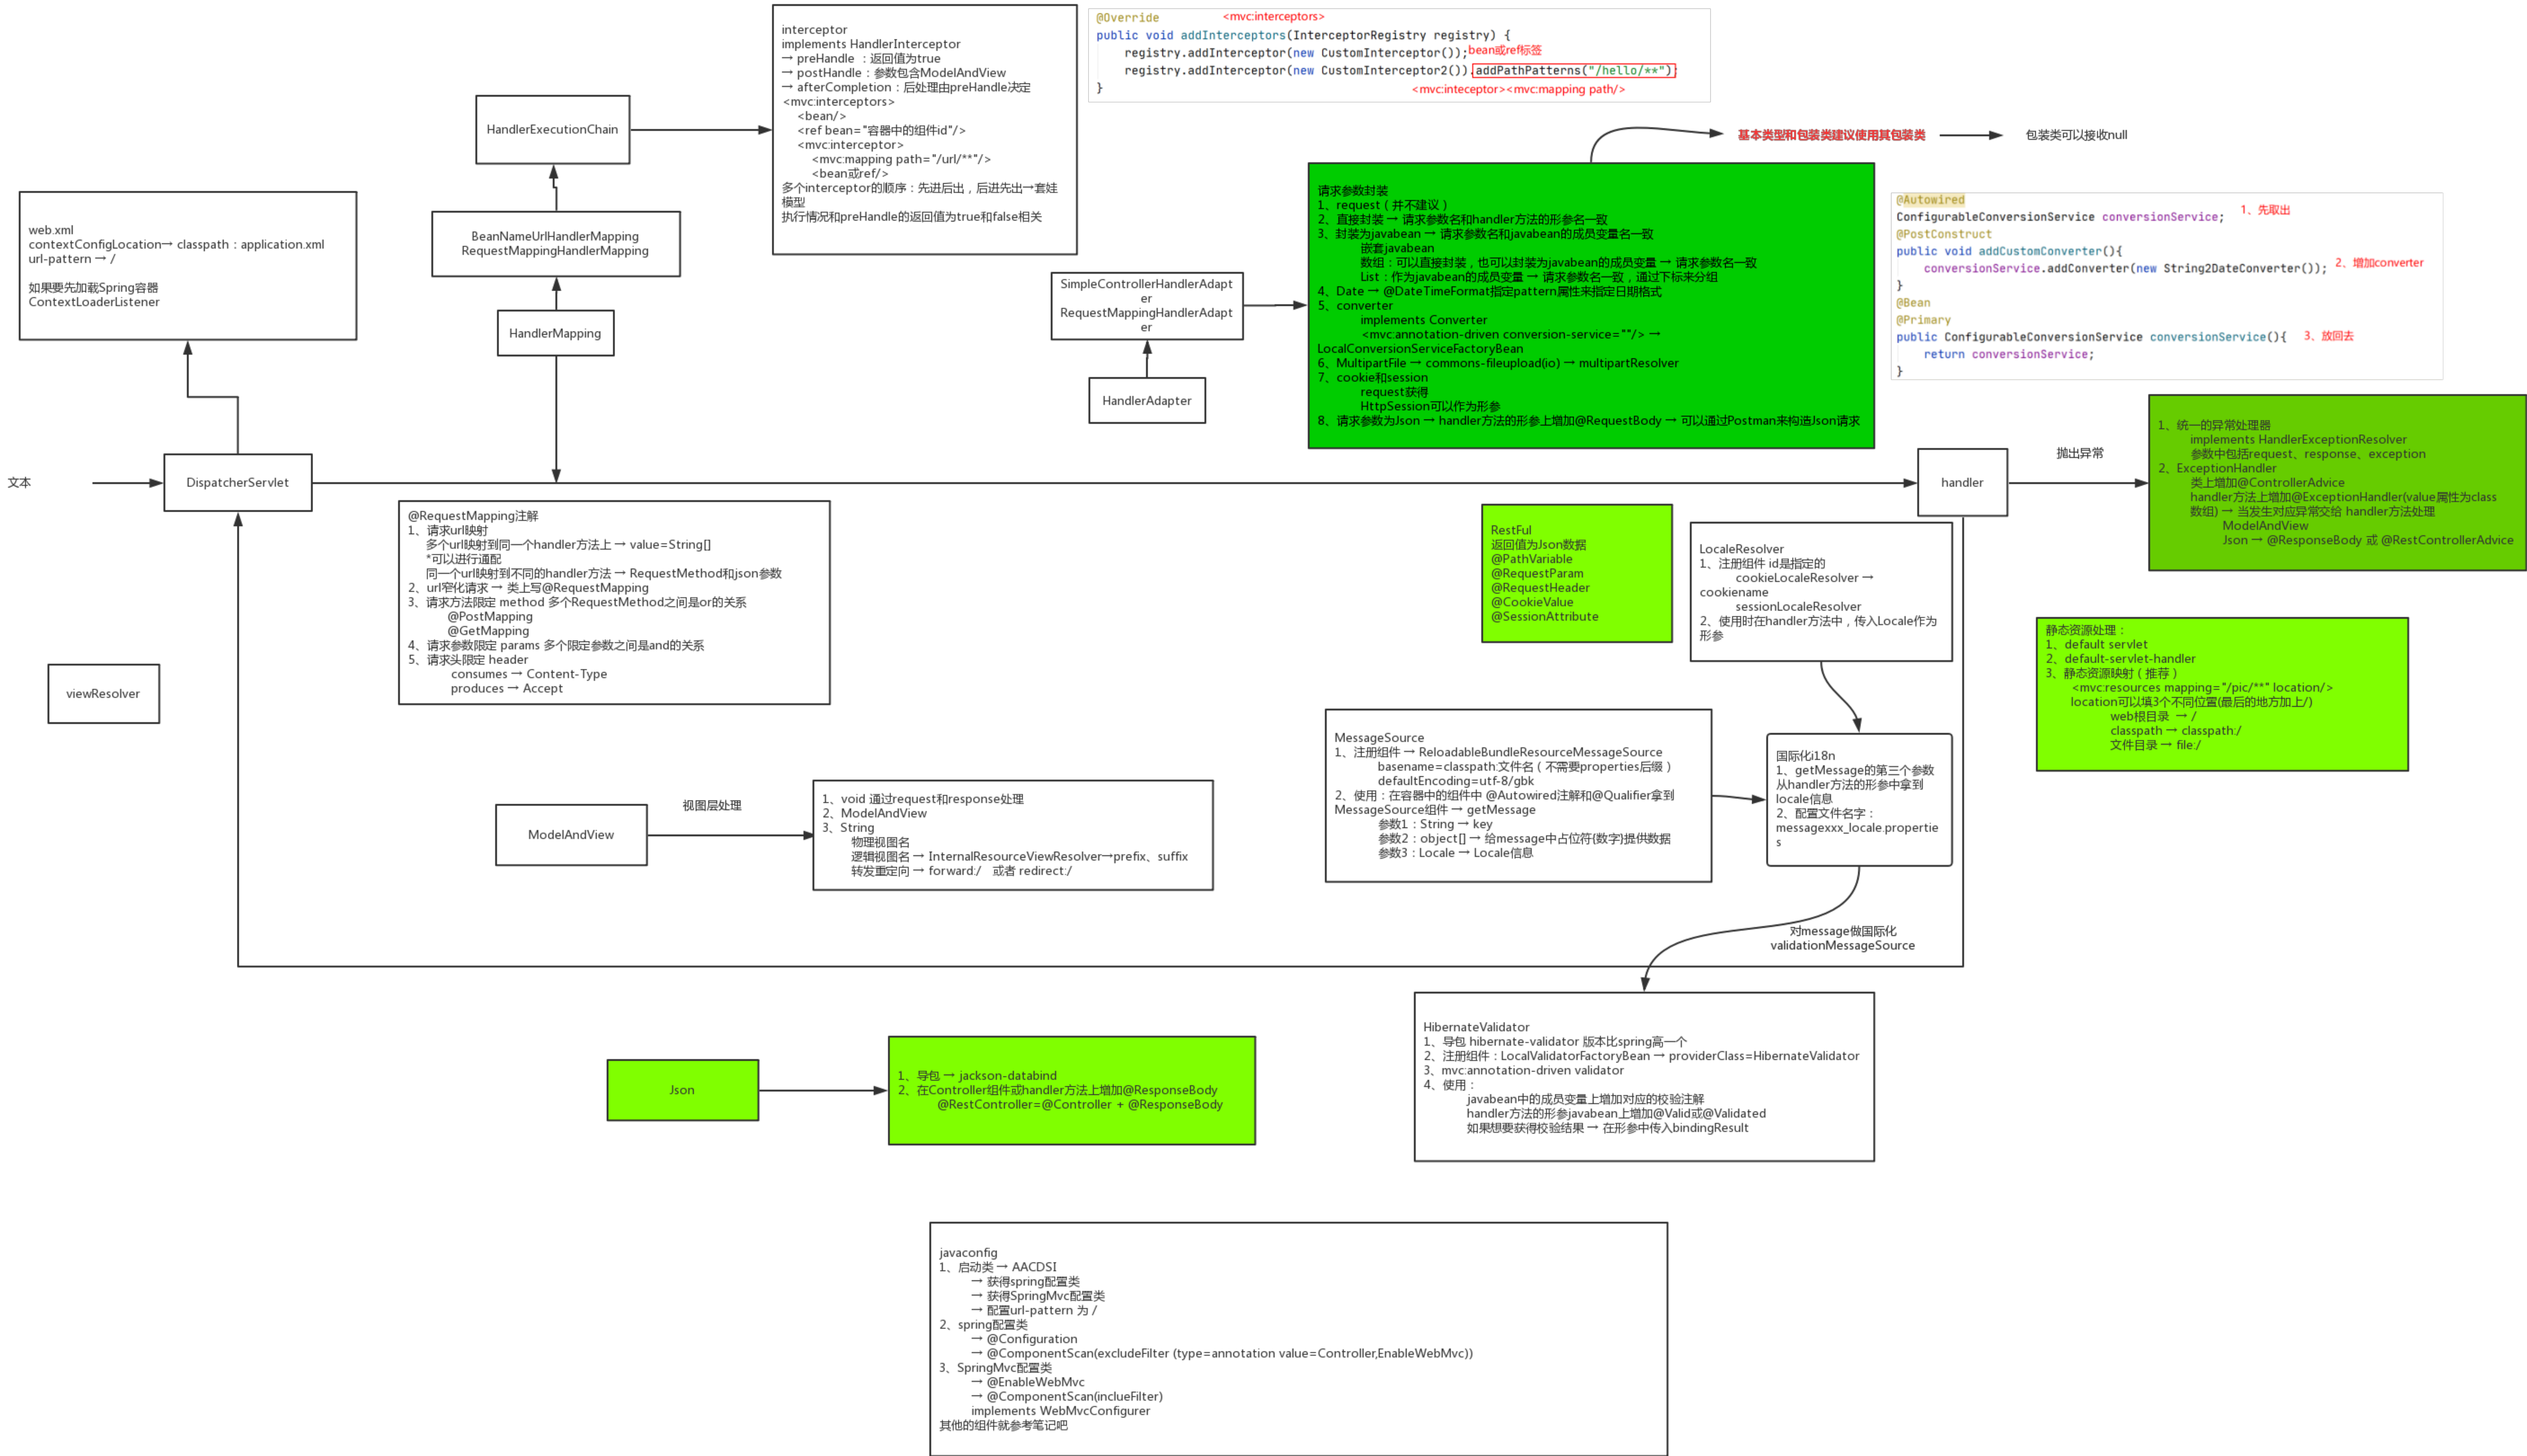 interceptor
implements HandlerInterceptor
→ preHandle ：返回值为true
→ postHandle：参数包含ModelAndView
→ afterCompletion：后处理由preHandle决定
<mvc:interceptors>
<bean/>
<ref bean="容器中的组件id"/>
<mvc:interceptor>
<mvc:mapping path="/url/**"/>
<bean或ref/>
多个interceptor的顺序：先进后出，后进先出→套娃
模型
执行情况和preHandle的返回值为true和false相关
@Override <mvc:interceptors>
public void addInterceptors(InterceptorRegistry registry) {
registry.addInterceptor(new CustomInterceptor());bean或ref标签
registry.addInterceptor(new CustomInterceptor2()).addPathPatterns("/hello/**");
}
<mvc:inteceptor><mvc:mapping path/>
HandlerExecutionChain
基本类型和包装类建议使用其包装类
包装类可以接收null
web.xml
contextConfigLocation→ classpath：application.xml
url-pattern → /
如果要先加载Spring容器
ContextLoaderListener
BeanNameUrlHandlerMapping
RequestMappingHandlerMapping
HandlerMapping
SimpleControllerHandlerAdapt
er
RequestMappingHandlerAdapt
er
HandlerAdapter
请求参数封装
1、request（并不建议）
2、直接封装 → 请求参数名和handler方法的形参名一致
3、封装为javabean → 请求参数名和javabean的成员变量名一致
嵌套javabean
数组：可以直接封装，也可以封装为javabean的成员变量 → 请求参数名一致
List：作为javabean的成员变量 → 请求参数名一致，通过下标来分组
4、Date → @DateTimeFormat指定pattern属性来指定日期格式
5、converter
implements Converter
<mvc:annotation-driven conversion-service=""/> →
LocalConversionServiceFactoryBean
6、MultipartFile → commons-fileupload(io) → multipartResolver
7、cookie和session
request获得
HttpSession可以作为形参
8、请求参数为Json → handler方法的形参上增加@RequestBody → 可以通过Postman来构造Json请求
@Autowired
ConfigurableConversionService conversionService; 1、先取出
@PostConstruct
public void addCustomConverter(){
conversionService.addConverter(new String2DateConverter()); 2、增加converter
}
@Bean
@Primary
public ConfigurableConversionService conversionService(){ 3、放回去
return conversionService;
}
文本
DispatcherServlet
handler
抛出异常
1、统一的异常处理器
implements HandlerExceptionResolver
参数中包括request、response、exception
2、ExceptionHandler
类上增加@ControllerAdvice
handler方法上增加@ExceptionHandler(value属性为class
数组) → 当发生对应异常交给 handler方法处理
ModelAndView
Json → @ResponseBody 或 @RestControllerAdvice
@RequestMapping注解
1、请求url映射
多个url映射到同一个handler方法上 → value=String[]
*可以进行通配
同一个url映射到不同的handler方法 → RequestMethod和json参数
2、url窄化请求 → 类上写@RequestMapping
3、请求方法限定 method 多个RequestMethod之间是or的关系
@PostMapping
@GetMapping
4、请求参数限定 params 多个限定参数之间是and的关系
5、请求头限定 header
consumes → Content-Type
produces → Accept
RestFul
返回值为Json数据
@PathVariable
@RequestParam
@RequestHeader
@CookieValue
@SessionAttribute
LocaleResolver
1、注册组件 id是指定的
cookieLocaleResolver →
cookiename
sessionLocaleResolver
2、使用时在handler方法中，传入Locale作为
形参
静态资源处理：
1、default servlet
2、default-servlet-handler
3、静态资源映射（推荐）
<mvc:resources mapping="/pic/**" location/>
location可以填3个不同位置(最后的地方加上/)
web根目录 → /
classpath → classpath:/
文件目录 → file:/
viewResolver
MessageSource
1、注册组件 → ReloadableBundleResourceMessageSource
basename=classpath:文件名（不需要properties后缀）
defaultEncoding=utf-8/gbk
2、使用：在容器中的组件中 @Autowired注解和@Qualifier拿到
MessageSource组件 → getMessage
参数1：String → key
参数2：object[] → 给message中占位符{数字}提供数据
参数3：Locale → Locale信息
国际化i18n
1、getMessage的第三个参数
从handler方法的形参中拿到
locale信息
2、配置文件名字：
messagexxx_locale.propertie
s
ModelAndView
视图层处理
1、void 通过request和response处理
2、ModelAndView
3、String
物理视图名
逻辑视图名 → InternalResourceViewResolver→prefix、suffix
转发重定向 → forward:/ 或者 redirect:/
对message做国际化
validationMessageSource
HibernateValidator
1、导包 hibernate-validator 版本比spring高一个
2、注册组件：LocalValidatorFactoryBean → providerClass=HibernateValidator
3、mvc:annotation-driven validator
4、使用：
javabean中的成员变量上增加对应的校验注解
handler方法的形参javabean上增加@Valid或@Validated
如果想要获得校验结果 → 在形参中传入bindingResult
Json
1、导包 → jackson-databind
2、在Controller组件或handler方法上增加@ResponseBody
@RestController=@Controller + @ResponseBody
javaconfig
1、启动类 → AACDSI
→ 获得spring配置类
→ 获得SpringMvc配置类
→ 配置url-pattern 为 /
2、spring配置类
→ @Configuration
→ @ComponentScan(excludeFilter (type=annotation value=Controller,EnableWebMvc))
3、SpringMvc配置类
→ @EnableWebMvc
→ @ComponentScan(inclueFilter)
implements WebMvcConfigurer
其他的组件就参考笔记吧